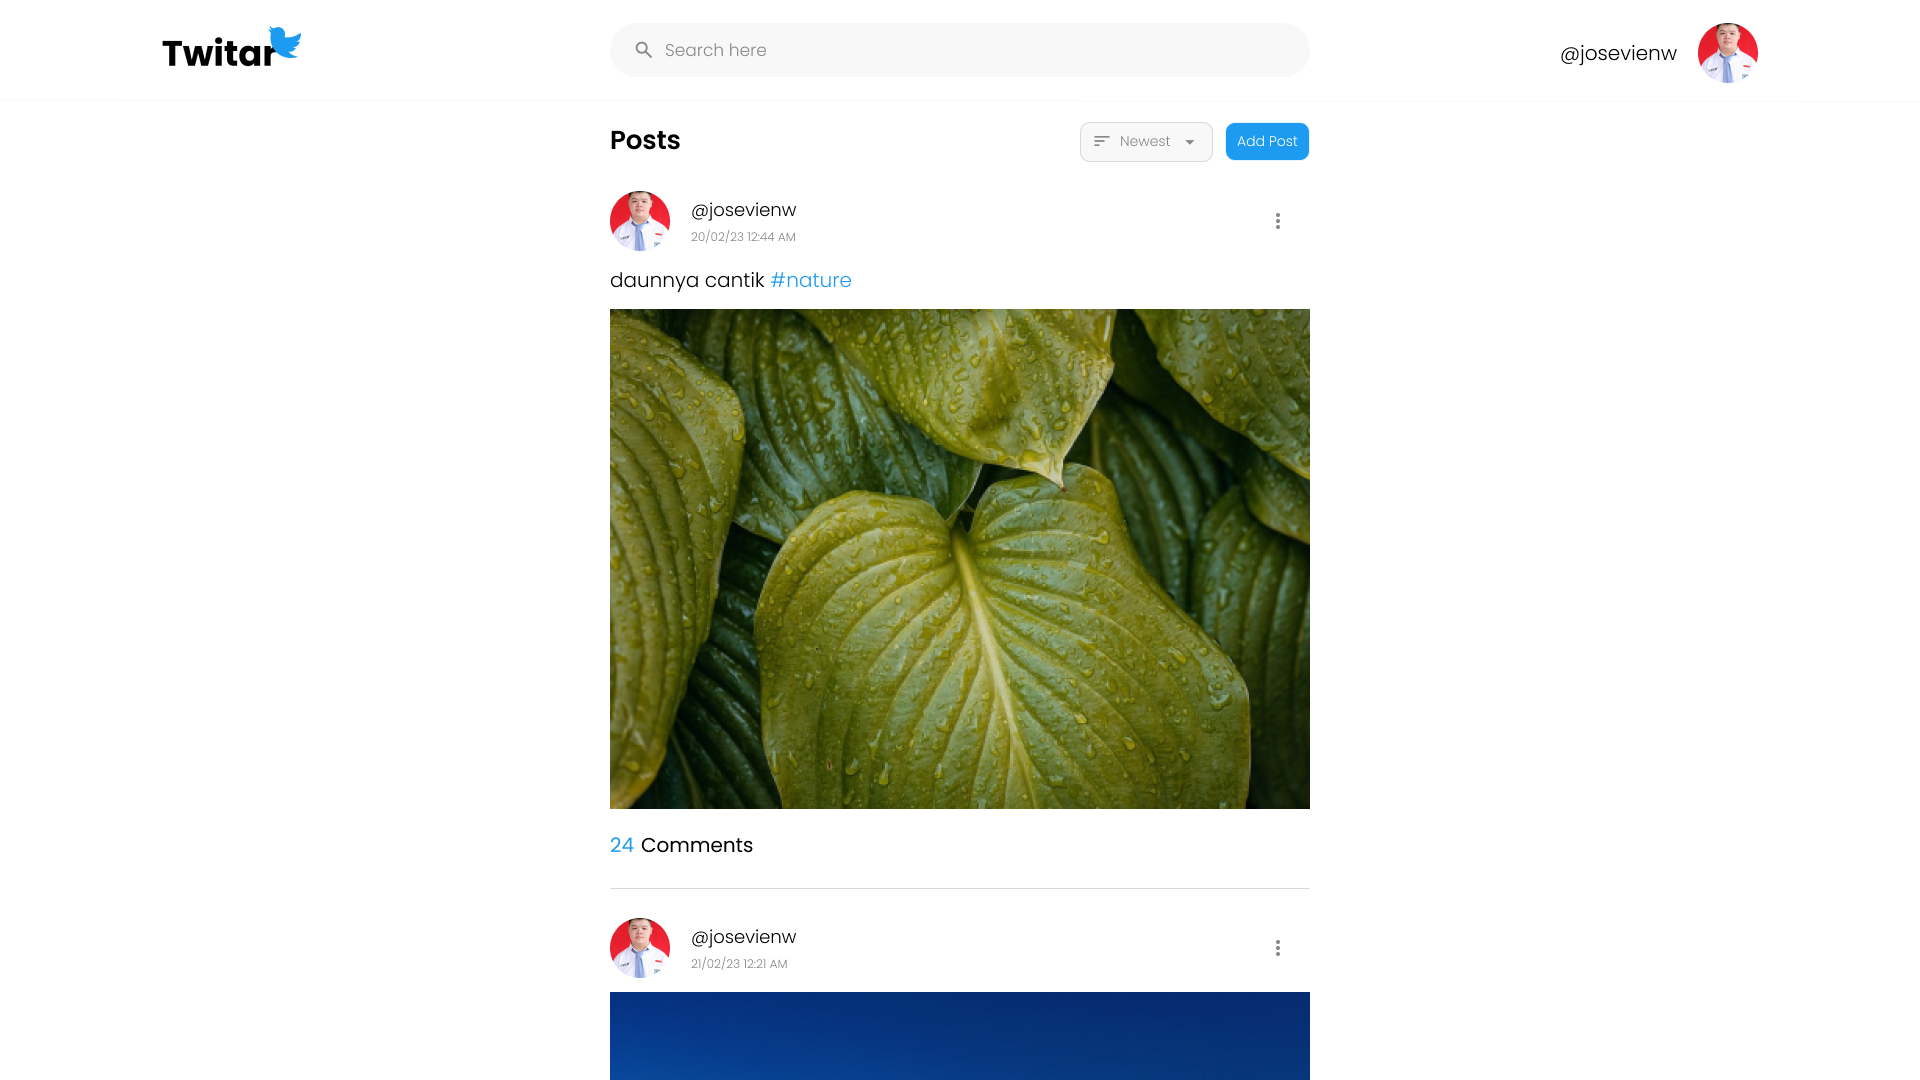 Twitar
Search here
@josevienw
Posts
Newest
Add Post
@josevienw
20/02/23 12:44 AM
daunnya cantik #nature
24 Comments
@josevienw
21/02/23 12:21 AM